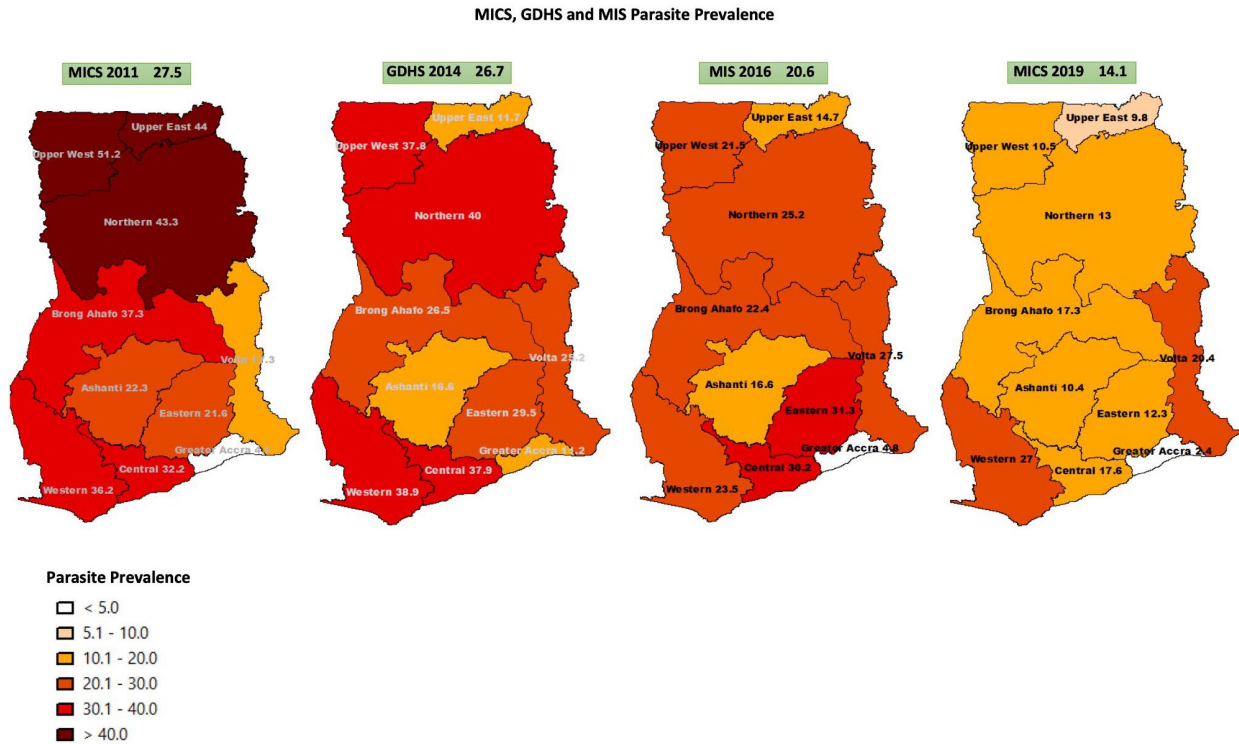 MICS, GDHS and MIS Parasite Prevalence
MICS 2011 27.5
GDHS 2014 26.7
MIS 2016 20.6
MICS 2019 14.1
Upper East 44
Upper West 51.2
Northern 43.3
Brong Ahafo 37.3
Volta
Ashanti 22.3
Eastern 21.6
Greater Accra
Central 32.2
Western 36.2
Upper East 11.7
Upper West 37.8
Northern 40
Brong Ahafo 26.5
Volta 25.2
Ashanti 16.6
Eastern 29.5
Greater Accra 11.2
Central 37.9
Western 38.9
Upper East 14.7
Upper West 21.5
Northern 25.2
Brong Ahafo 22.4
Volta 27.5
Ashanti 16.6
Eastern 31.3
Greater Accra 4.8
Central 30.2
Western 23.5
Upper East 9.8
Upper West 10.5
Northern 13
Brong Ahafo 17.3
Volta 20.4
Ashanti 10.4
Eastern 12.3
Greater Accra 2.4
Western 27
Central 17.6
Parasite Prevalence
< 5.0
5.1 - 10.0
10.1 - 20.0
20.1 - 30.0
30.1 - 40.0
> 40.0